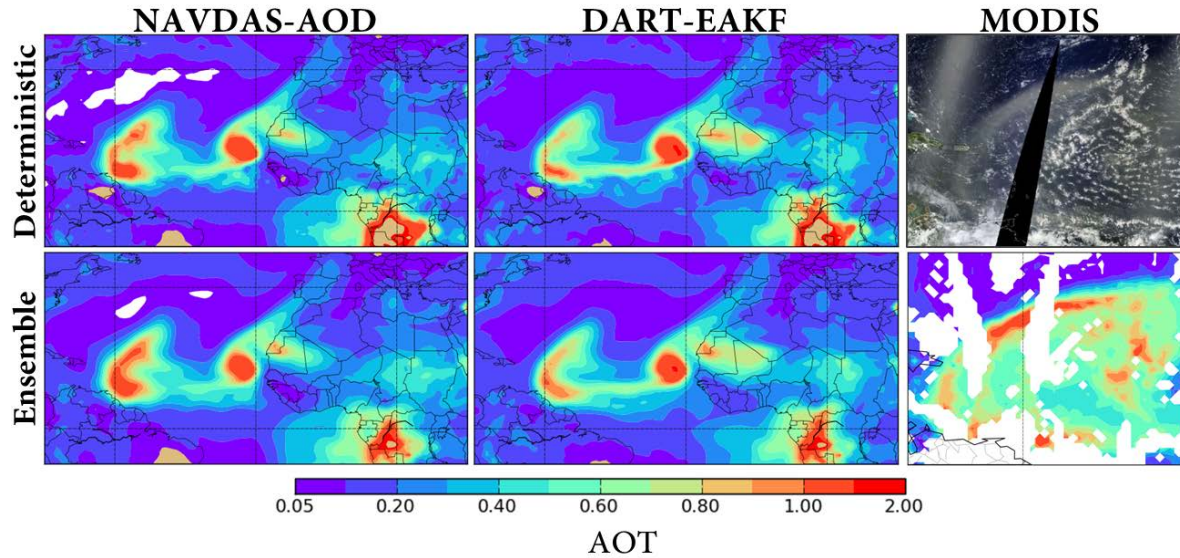 NAVDAS-AOD DART-EAKF MODIS
Deterministic
Ensemble
0.05 0.20 0.40 0.60 0.80 1.00 2.00
AOT